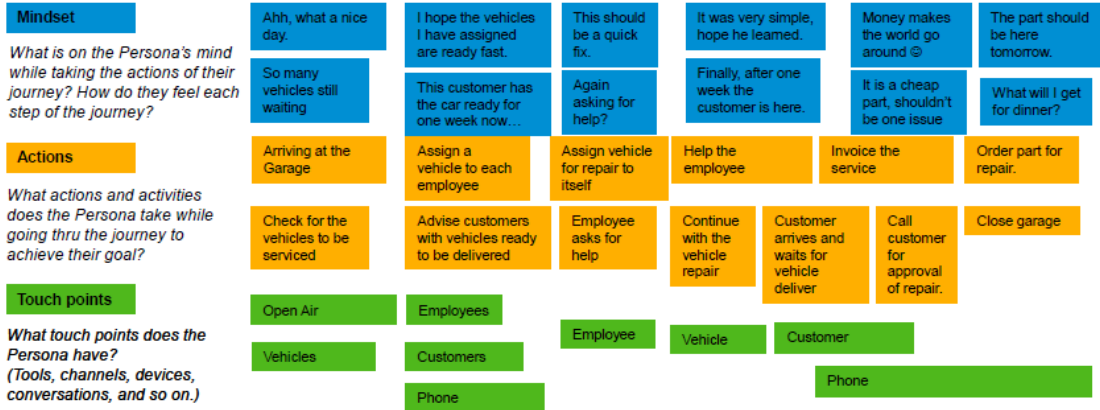 Mindset
What is on the Persona's mind
while taking the actions of their
journey? How do they feel each
step of the journey?
Ahh, what a nice
day.
I hope the vehicles
I have assigned
are ready fast.
This should
be a quick
fix.
It was very simple,
hope he learned.
Money makes
the world go
around ☺
The part should
be here
tomorrow.
So many
vehicles still
waiting
This customer has
the car ready for
one week now…
Again
asking for
help?
Finally, after one
week the
customer is here.
It is a cheap
part, shouldn't
be one issue
What will I get
for dinner?
Actions
What actions and activities
does the Persona take while
going thru the journey to
achieve their goal?
Arriving at the
Garage
Assign a
vehicle to each
employee
Assign vehicle
for repair to
itself
Help the
employee
Invoice the
service
Order part for
repair.
Check for the
vehicles to be
serviced
Advise customers
with vehicles ready
to be delivered
Employee
asks for
help
Continue
with the
vehicle
repair
Customer
arrives and
waits for
vehicle
deliver
Call
customer
for
approval
of repair.
Close garage
Touch points
What touch points does the
Persona have?
(Tools, channels, devices,
conversations, and so on.)
Open Air
Employees
Employee
Vehicle
Customer
Vehicles
Customers
Phone
Phone